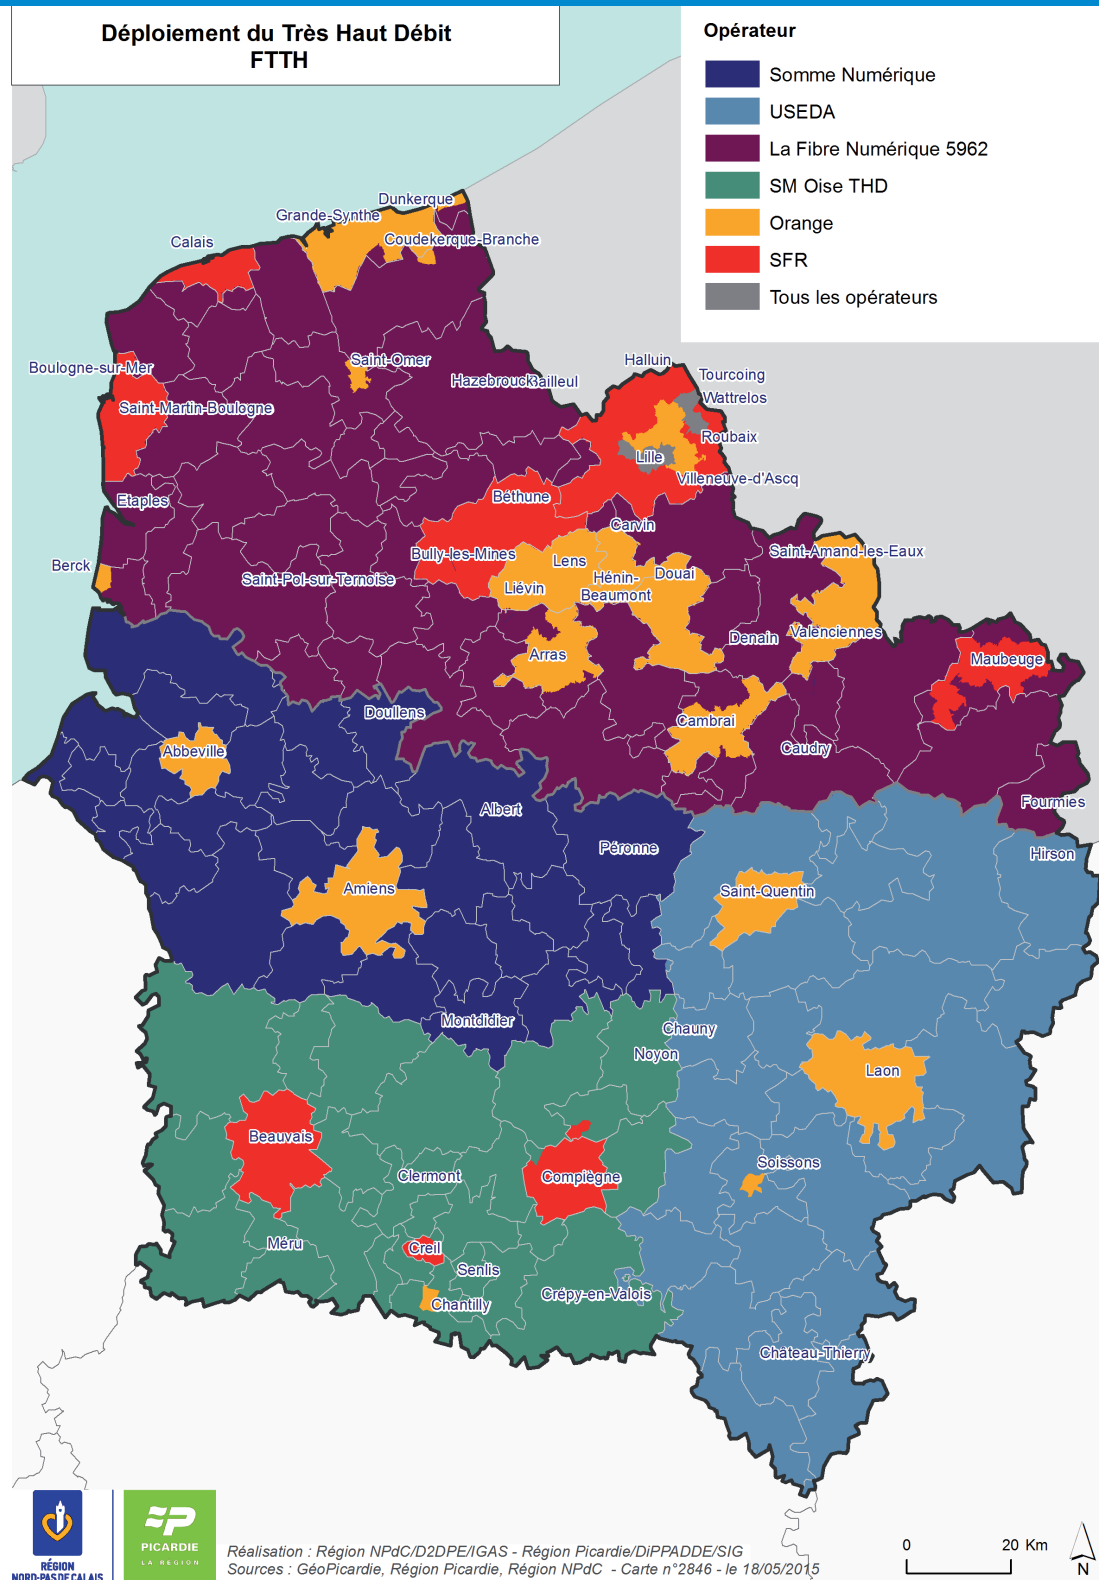 Déploiement du Très Haut Débit
FTTH
Opérateur
Somme Numérique
USEDA
La Fibre Numérique 5962
SM Oise THD
Orange
SFR
Tous les opérateurs
Dunkerque
Grande-Synthe
Coudekerque-Branche
Calais
Saint-Omer
Boulogne-sur-Mer
Hazebrouck
Bailleul
Halluin
Tourcoing
Wattrelos
Saint-Martin-Boulogne
Roubaix
Lille
Villeneuve-d'Ascq
Etaples
Béthune
Carvin
Bully-les-Mines
Saint-Amand-les-Eaux
Berck
Lens
Saint-Pol-sur-Ternoise
Liévin
Hénin-
Beaumont
Douai
Denain
Valenciennes
Arras
Maubeuge
Doullens
Cambrai
Abbeville
Caudry
Albert
Fourmies
Péronne
Hirson
Amiens
Saint-Quentin
Montdidier
Chauny
Noyon
Laon
Beauvais
Clermont
Compiègne
Soissons
Méru
Creil
Senlis
Chantilly
Crépy-en-Valois
Château-Thierry
RÉGION
NORD-PAS DE CALAIS
PICARDIE
LA RÉGION
Réalisation : Région NPdC/D2DPE/IGAS - Région Picardie/DiPPADDE/SIG
Sources : GéoPicardie, Région Picardie, Région NPdC - Carte n°2846 - le 18/05/2015
0 20 Km
N